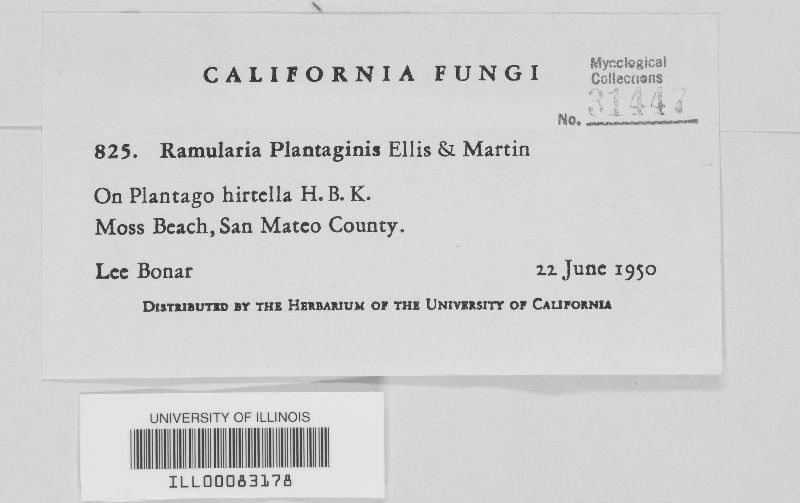 CALIFORNIA FUNGI
Mycological
Collections
No. 31447
825. Ramularia Plantaginis Ellis & Martin
On Plantago hirtella H. B. K.
Moss Beach, San Mateo County.
Lee Bonar 22 June 1950
Distributed by the Herbarium of the University of California
UNIVERSITY OF ILLINOIS
ILL00083178